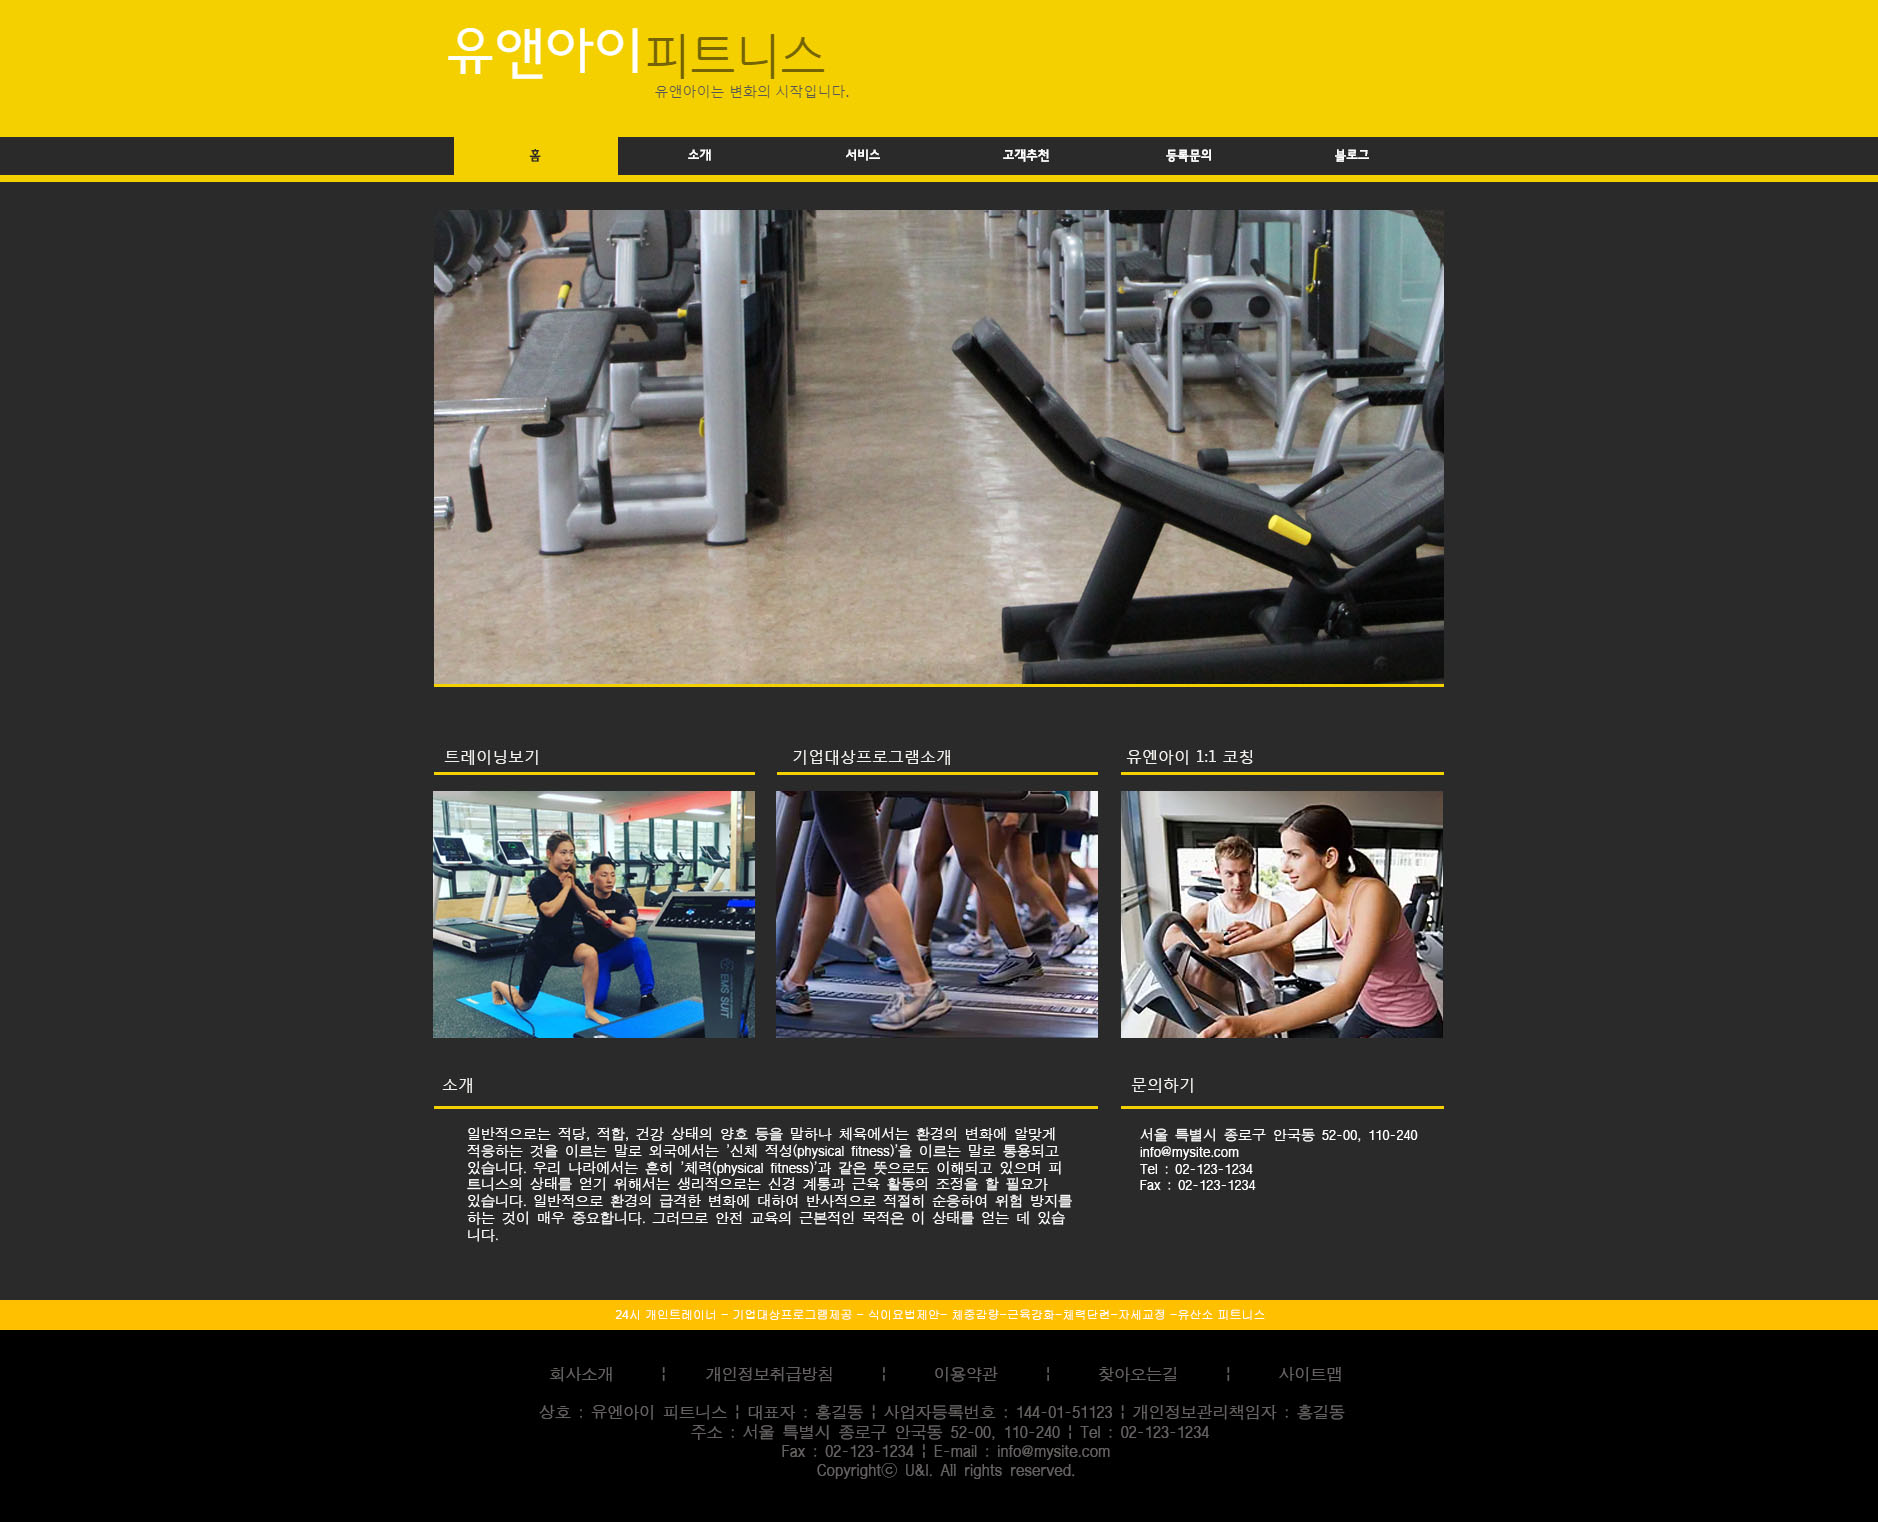 유앤아이피트니스
유앤아이는 변화의 시작입니다.
홈 소개 서비스 고객추천 등록문의 블로그
트레이닝보기 기업대상프로그램소개 유엔아이 1:1 코칭
EMS SUIT
소개 문의하기
일반적으로는 적당, 적합, 건강 상태의 양호 등을 말하나 체육에서는 환경의 변화에 알맞게
적응하는 것을 이르는 말로 외국에서는 '신체 적성(physical fitness)'을 이르는 말로 통용되고
있습니다. 우리 나라에서는 흔히 '체력(physical fitness)'과 같은 뜻으로도 이해되고 있으며 피
트니스의 상태를 얻기 위해서는 생리적으로는 신경 계통과 근육 활동의 조정을 할 필요가
있습니다. 일반적으로 환경의 급격한 변화에 대하여 반사적으로 적절히 순응하여 위험 방지를
하는 것이 매우 중요합니다. 그러므로 안전 교육의 근본적인 목적은 이 상태를 얻는 데 있습
니다.
서울 특별시 종로구 안국동 52-00, 110-240
info@mysite.com
Tel : 02-123-1234
Fax : 02-123-1234
24시 개인트레이너 - 기업대상프로그램제공 - 식이요법제안- 체중감량-근육강화-체력단련-자세교정 -유산소 피트니스
회사소개 ¦ 개인정보취급방침 ¦ 이용약관 ¦ 찾아오는길 ¦ 사이트맵
상호 : 유엔아이 피트니스 ¦ 대표자 : 홍길동 ¦ 사업자등록번호 : 144-01-51123 ¦ 개인정보관리책임자 : 홍길동
주소 : 서울 특별시 종로구 안국동 52-00, 110-240 ¦ Tel : 02-123-1234
Fax : 02-123-1234 ¦ E-mail : info@mysite.com
Copyrightⓒ U&I. All rights reserved.